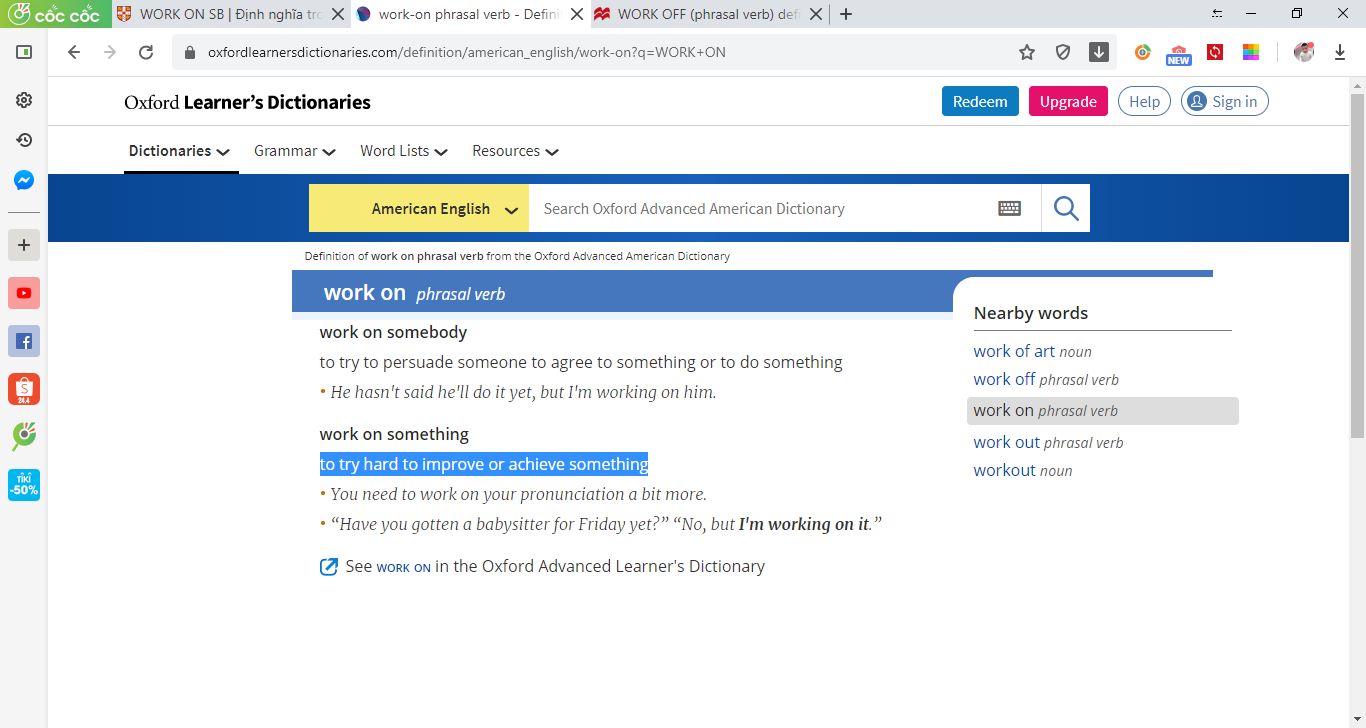 cốc cốc
WORK ON SB | Định nghĩa tro
work-on phrasal verb - Defini
WORK OFF (phrasal verb) defi
oxfordlearnersdictionaries.com/definition/american_english/work-on?q=WORK+ON
NEW
Oxford Learner's Dictionaries
Redeem
Upgrade
Help
Sign in
Dictionaries
Grammar
Word Lists
Resources
American English
Search Oxford Advanced American Dictionary
Definition of work on phrasal verb from the Oxford Advanced American Dictionary
work on phrasal verb
work on somebody
to try to persuade someone to agree to something or to do something
• He hasn't said he'll do it yet, but I'm working on him.
work on something
to try hard to improve or achieve something
• You need to work on your pronunciation a bit more.
• “Have you gotten a babysitter for Friday yet?” “No, but I'm working on it.”
See WORK ON in the Oxford Advanced Learner's Dictionary
Nearby words
work of art noun
work off phrasal verb
work on phrasal verb
work out phrasal verb
workout noun
24.4
TIKI
-50%